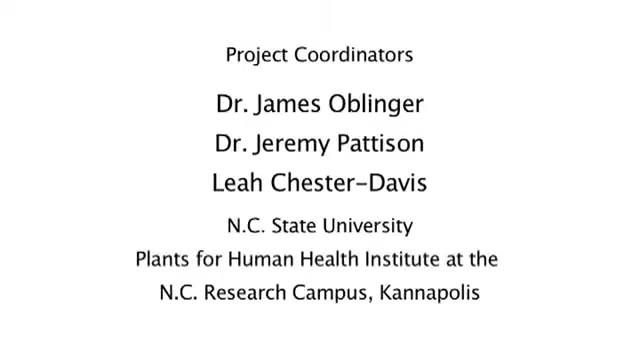 Project Coordinators
Dr. James Oblinger
Dr. Jeremy Pattison
Leah Chester-Davis
N.C. State University
Plants for Human Health Institute at the
N.C. Research Campus, Kannapolis